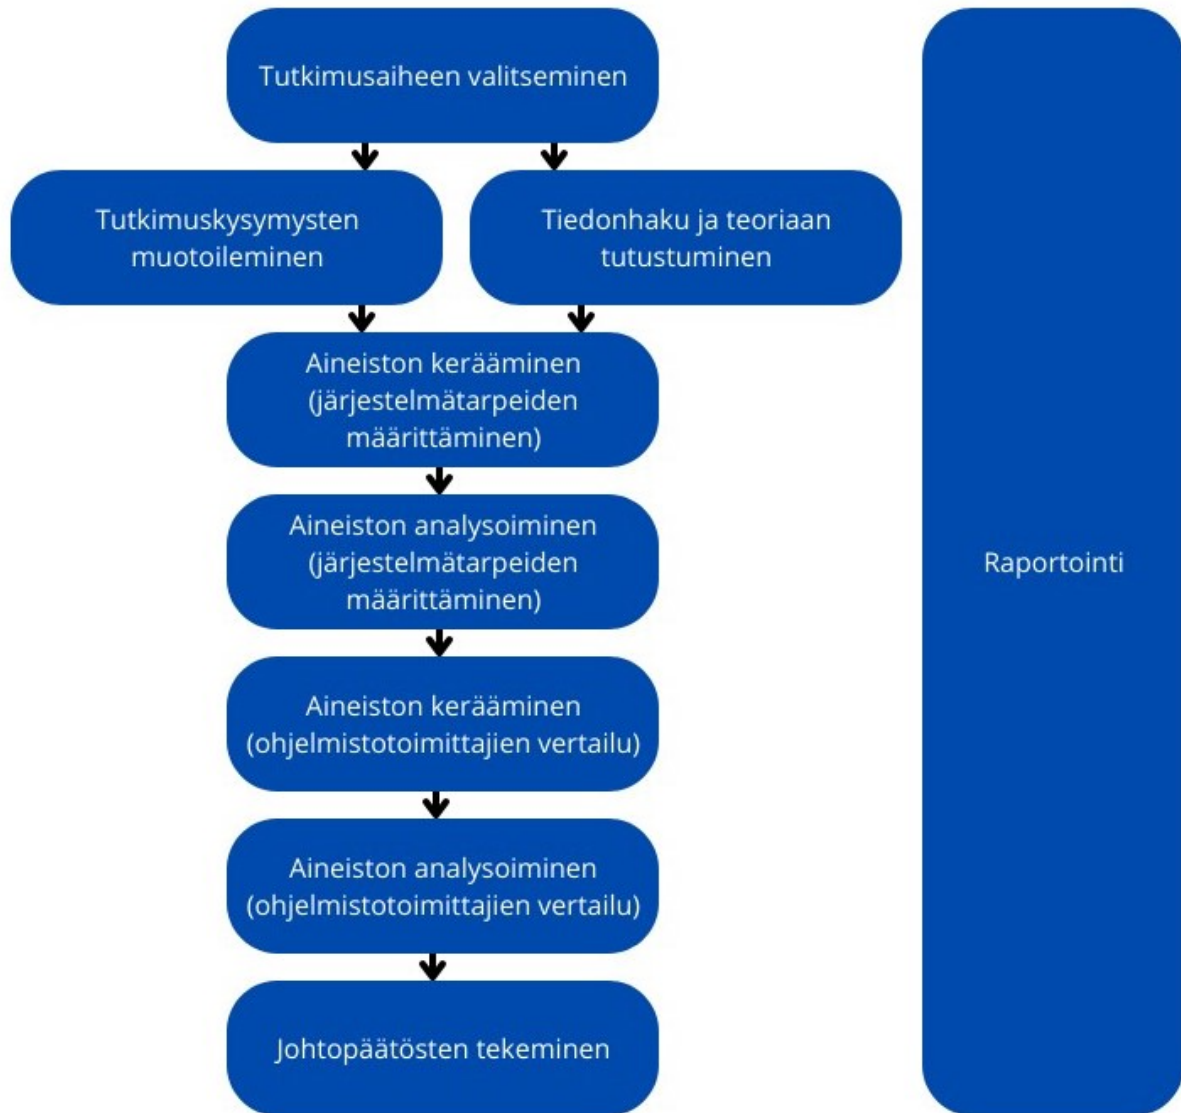 Tutkimusaiheen valitseminen
Tutkimuskysymysten
muotoileminen
Tiedonhaku ja teoriaan
tutustuminen
Aineiston kerääminen
(järjestelmätarpeiden
määrittäminen)
Aineiston analysoiminen
(järjestelmätarpeiden
määrittäminen)
Aineiston kerääminen
(ohjelmistotoimittajien vertailu)
Aineiston analysoiminen
(ohjelmistotoimittajien vertailu)
Johtopäätösten tekeminen
Raportointi